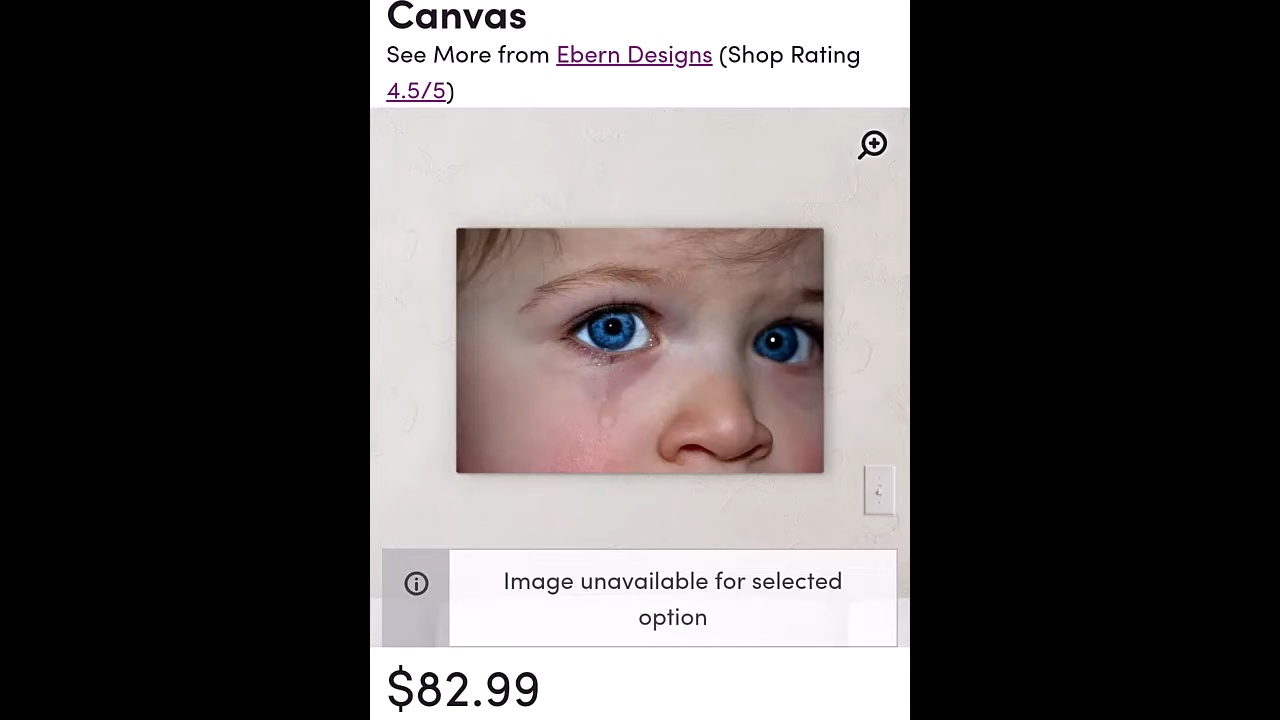 Canvas
See More from Ebern Designs (Shop Rating
4.5/5)
Image unavailable for selected
option
$82.99